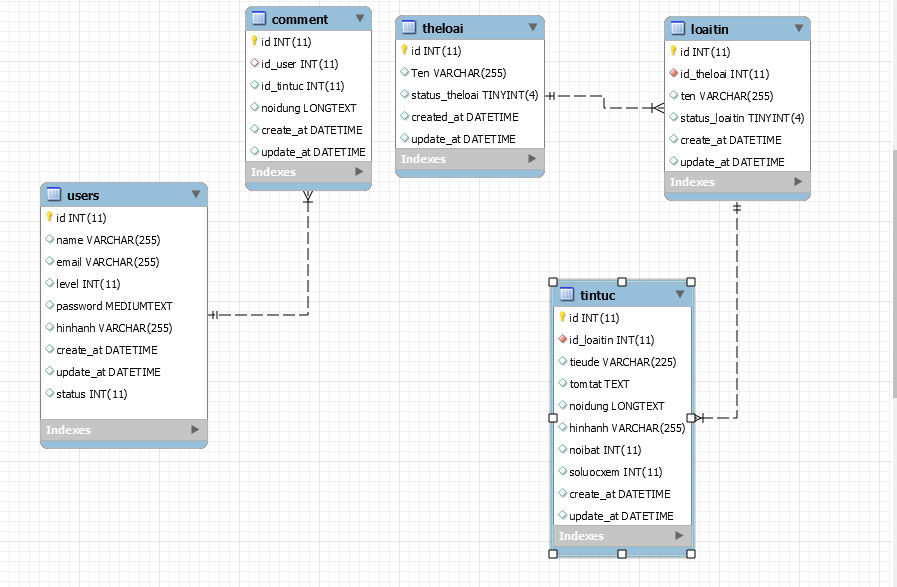 comment
id INT(11)
id_user INT(11)
id_tintuc INT(11)
noidung LONGTEXT
create_at DATETIME
update_at DATETIME
Indexes
theloai
id INT(11)
Ten VARCHAR(255)
status_theloai TINYINT(4)
created_at DATETIME
update_at DATETIME
Indexes
loaitin
id INT(11)
id_theloai INT(11)
ten VARCHAR(255)
status_loaitin TINYINT(4)
create_at DATETIME
update_at DATETIME
Indexes
users
id INT(11)
name VARCHAR(255)
email VARCHAR(255)
level INT(11)
password MEDIUMTEXT
hinhanh VARCHAR(255)
create_at DATETIME
update_at DATETIME
status INT(11)
Indexes
tintuc
id INT(11)
id_loaitin INT(11)
tieude VARCHAR(225)
tomtat TEXT
noidung LONGTEXT
hinhanh VARCHAR(255)
noibat INT(11)
soluocxem INT(11)
create_at DATETIME
update_at DATETIME
Indexes